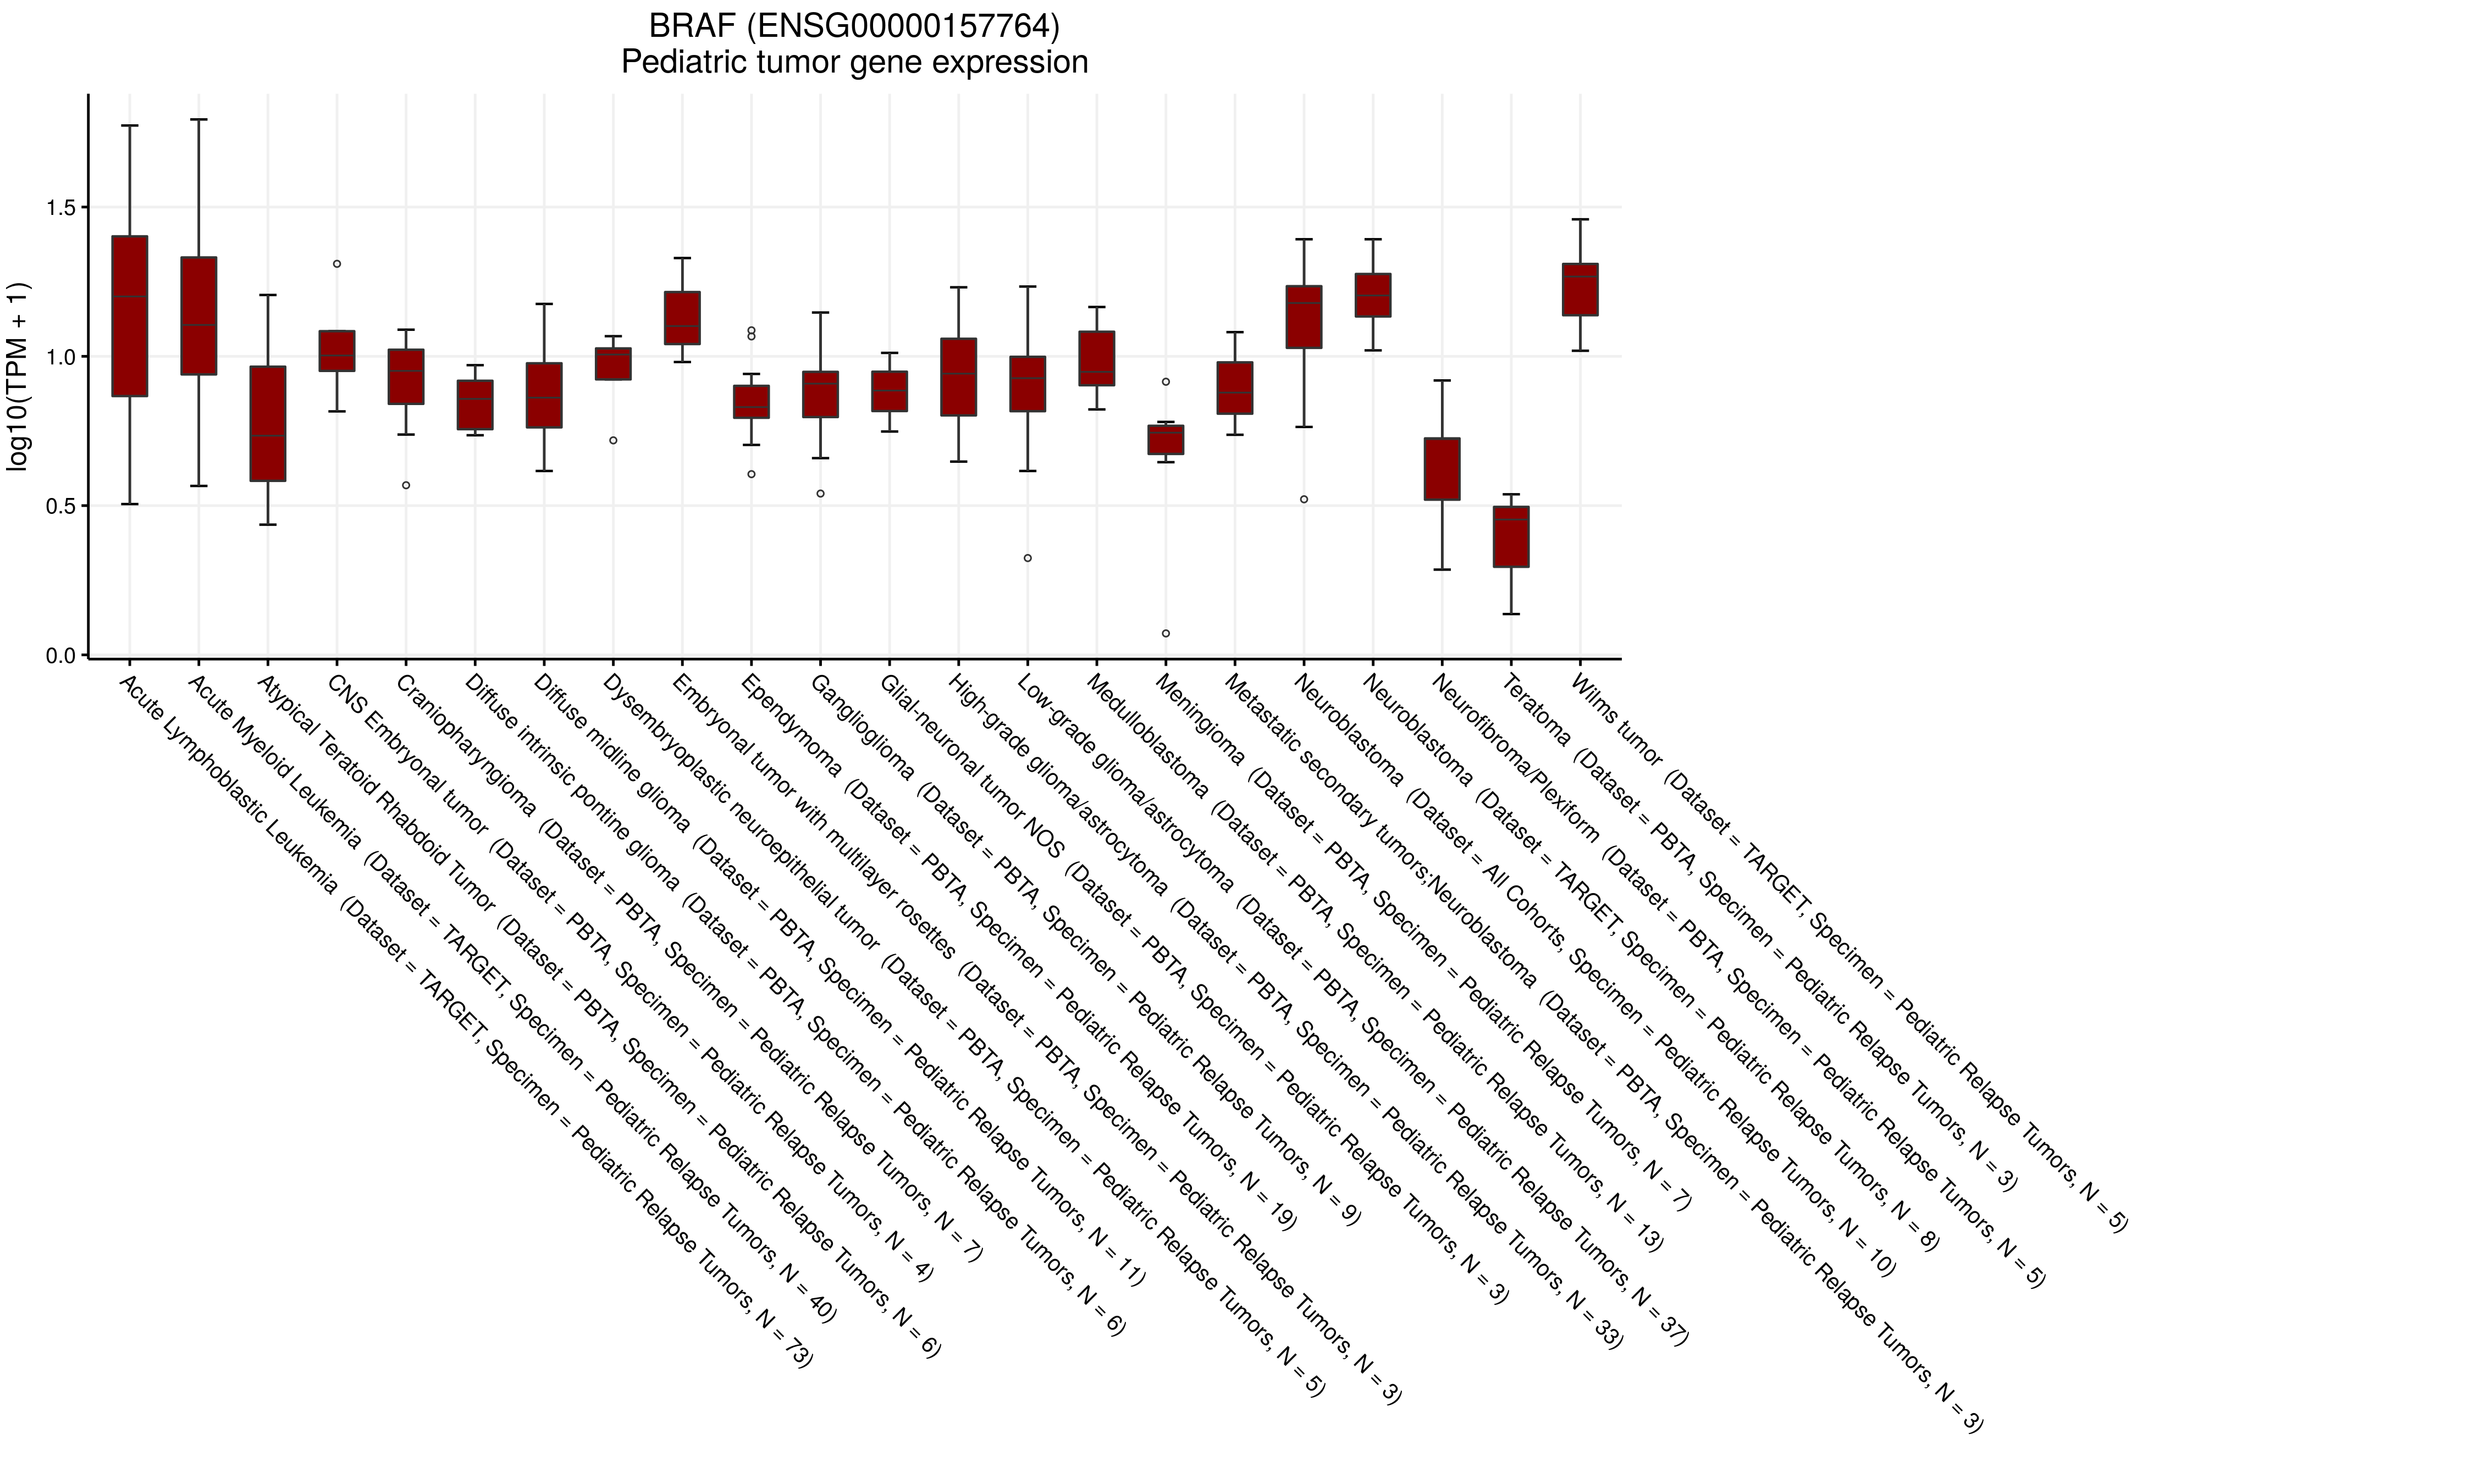 BRAF (ENSG00000157764)
Pediatric tumor gene expression
log10(TPM + 1)
1.5
1.0
0.5
0.0
Acute Lymphoblastic Leukemia (Dataset = TARGET, Specimen = Pediatric Relapse Tumors, N = 73)
Acute Myeloid Leukemia (Dataset = TARGET, Specimen = Pediatric Relapse Tumors, N = 40)
Atypical Teratoid Rhabdoid Tumor (Dataset = PBTA, Specimen = Pediatric Relapse Tumors, N = 6)
CNS Embryonal tumor (Dataset = PBTA, Specimen = Pediatric Relapse Tumors, N = 4)
Craniopharyngioma (Dataset = PBTA, Specimen = Pediatric Relapse Tumors, N = 7)
Diffuse intrinsic pontine glioma (Dataset = PBTA, Specimen = Pediatric Relapse Tumors, N = 6)
Diffuse midline glioma (Dataset = PBTA, Specimen = Pediatric Relapse Tumors, N = 11)
Dysembryoplastic neuroepithelial tumor (Dataset = PBTA, Specimen = Pediatric Relapse Tumors, N = 5)
Embryonal tumor with multilayer rosettes (Dataset = PBTA, Specimen = Pediatric Relapse Tumors, N = 3)
Ependymoma (Dataset = PBTA, Specimen = Pediatric Relapse Tumors, N = 19)
Ganglioglioma (Dataset = PBTA, Specimen = Pediatric Relapse Tumors, N = 9)
Glial-neuronal tumor NOS (Dataset = PBTA, Specimen = Pediatric Relapse Tumors, N = 3)
High-grade glioma/astrocytoma (Dataset = PBTA, Specimen = Pediatric Relapse Tumors, N = 33)
Low-grade glioma/astrocytoma (Dataset = PBTA, Specimen = Pediatric Relapse Tumors, N = 37)
Medulloblastoma (Dataset = PBTA, Specimen = Pediatric Relapse Tumors, N = 13)
Meningioma (Dataset = PBTA, Specimen = Pediatric Relapse Tumors, N = 7)
Metastatic secondary tumors;Neuroblastoma (Dataset = PBTA, Specimen = Pediatric Relapse Tumors, N = 3)
Neuroblastoma (Dataset = All Cohorts, Specimen = Pediatric Relapse Tumors, N = 10)
Neuroblastoma (Dataset = TARGET, Specimen = Pediatric Relapse Tumors, N = 8)
Neurofibroma/Plexiform (Dataset = PBTA, Specimen = Pediatric Relapse Tumors, N = 5)
Teratoma (Dataset = PBTA, Specimen = Pediatric Relapse Tumors, N = 3)
Wilms tumor (Dataset = TARGET, Specimen = Pediatric Relapse Tumors, N = 5)